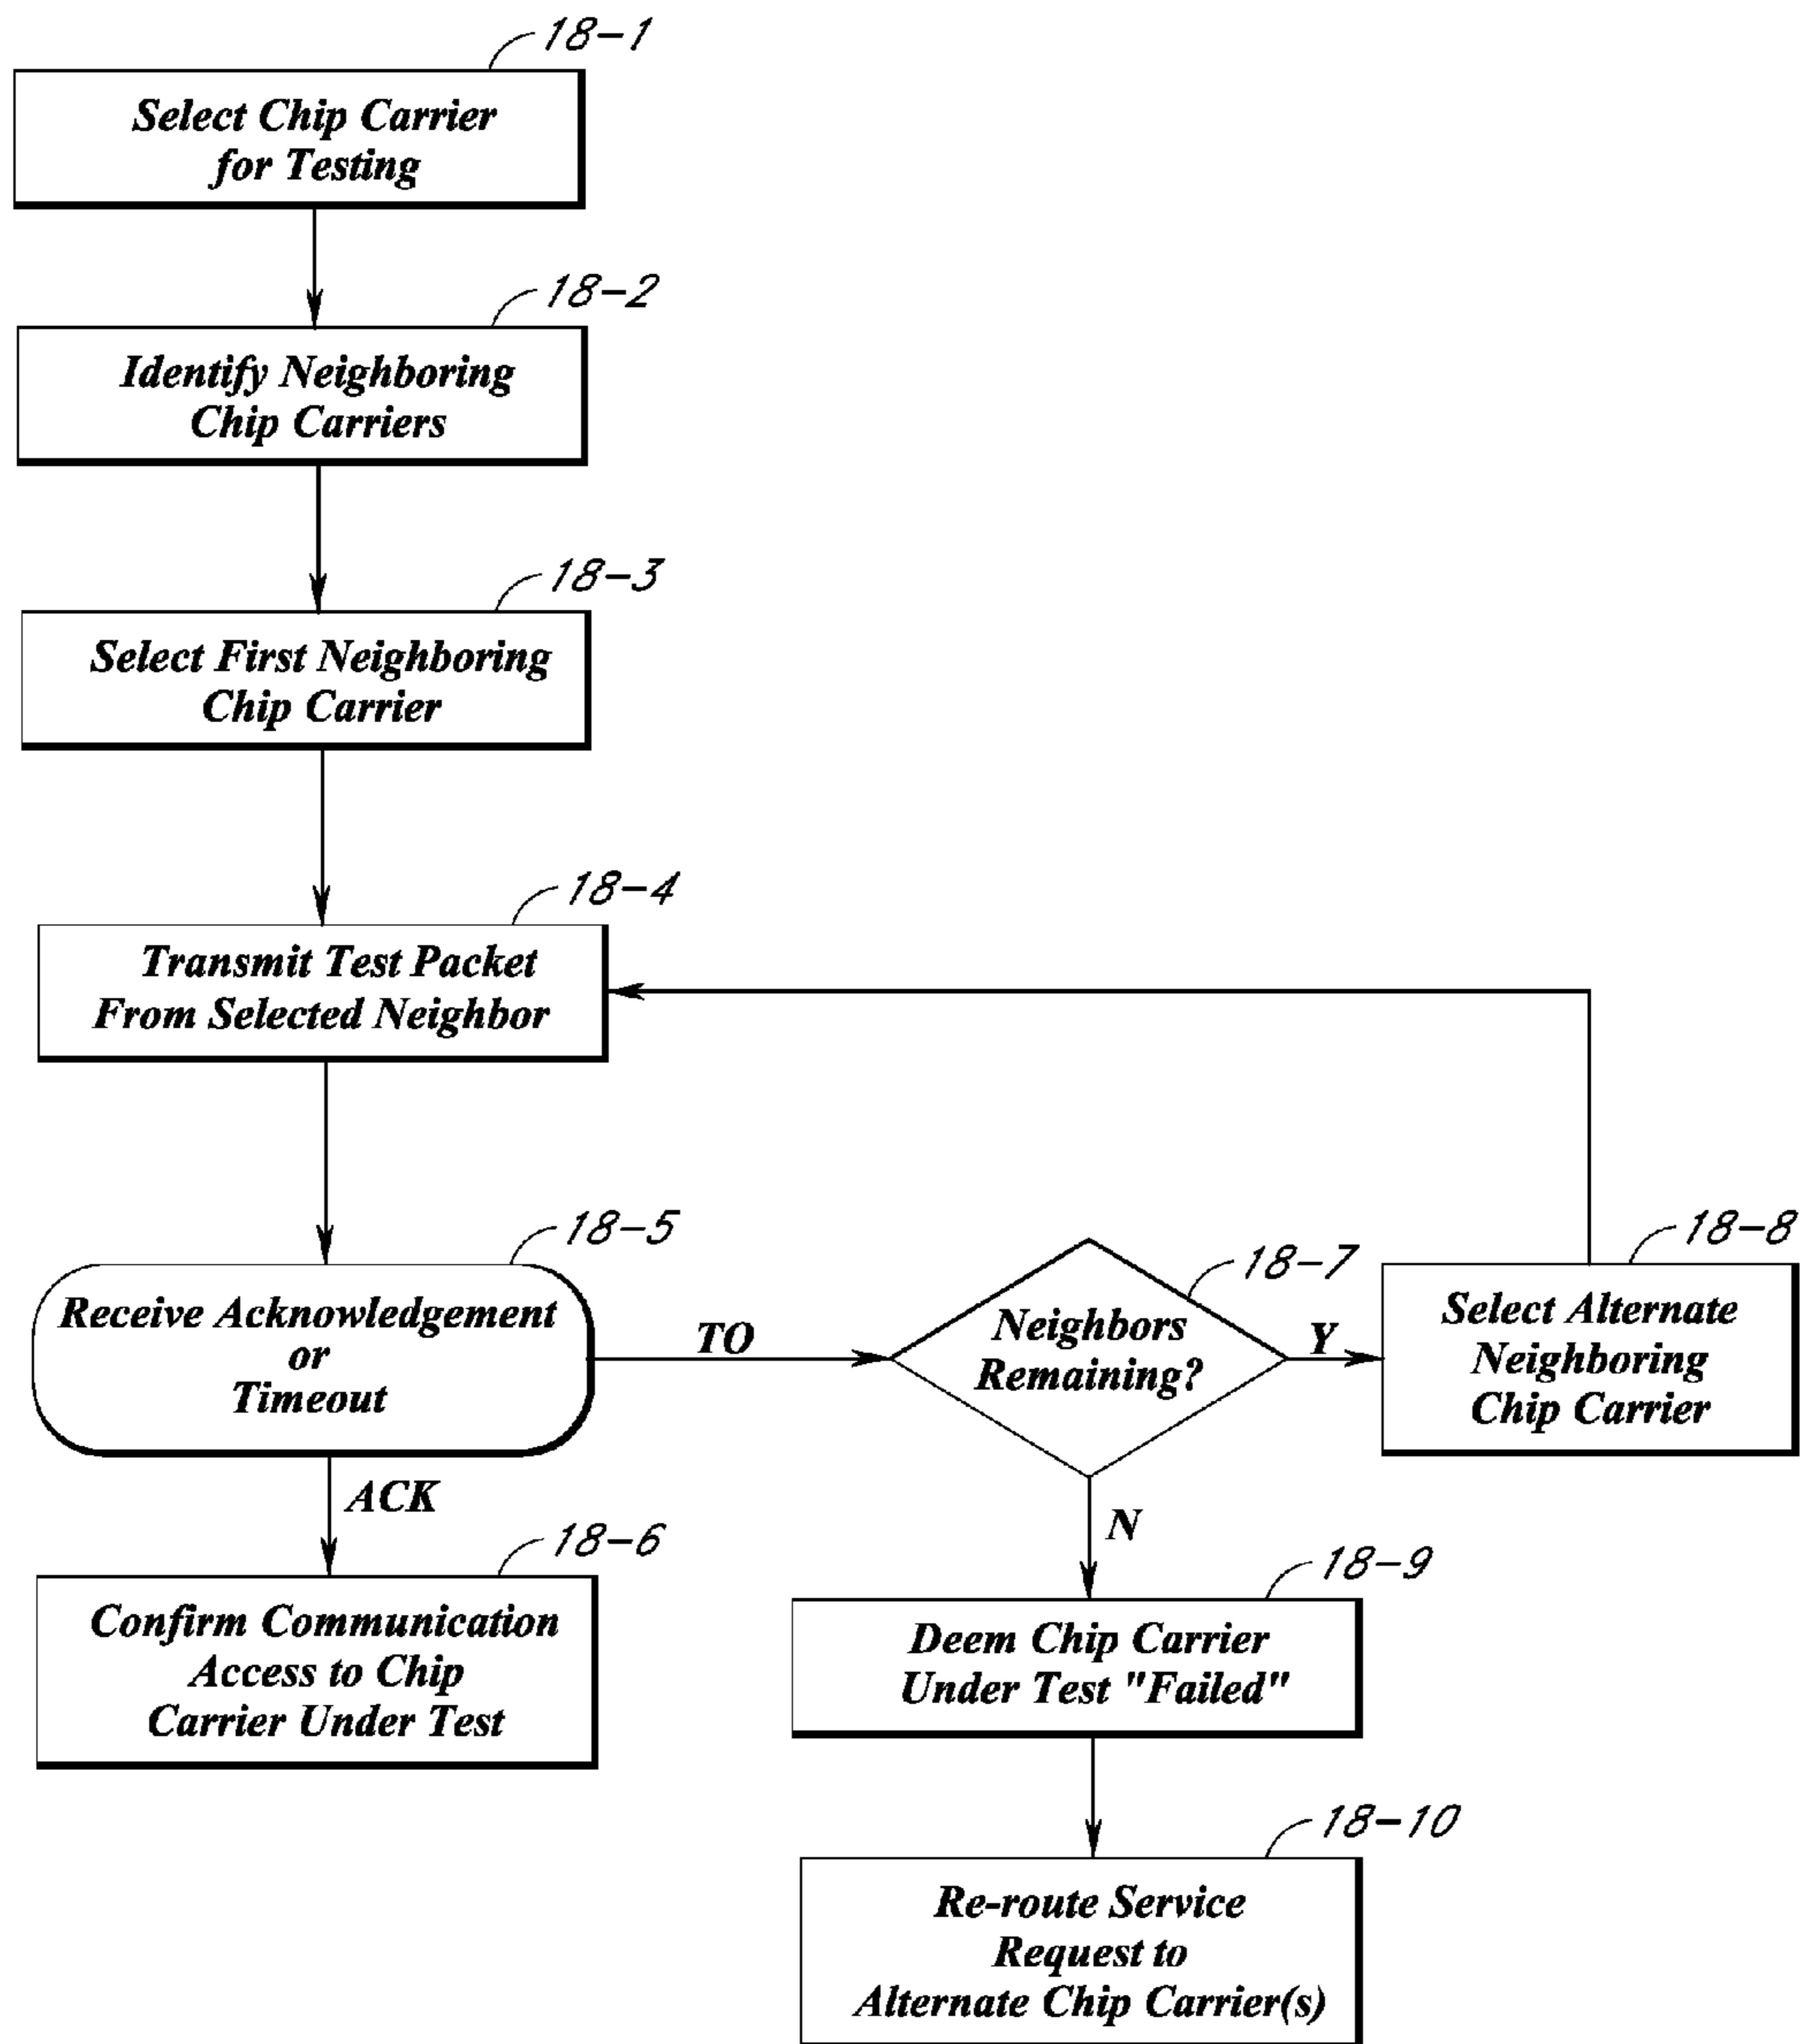 18-1
Select Chip Carrier
for Testing
18-2
Identify Neighboring
Chip Carriers
18-3
Select First Neighboring
Chip Carrier
18-4
Transmit Test Packet
From Selected Neighbor
18-5
Receive Acknowledgement
or
Timeout
TO
18-7
Neighbors
Remaining?
Y
18-8
Select Alternate
Neighboring
Chip Carrier
ACK
18-6
Confirm Communication
Access to Chip
Carrier Under Test
N
18-9
Deem Chip Carrier
Under Test "Failed"
18-10
Re-route Service
Request to
Alternate Chip Carrier(s)